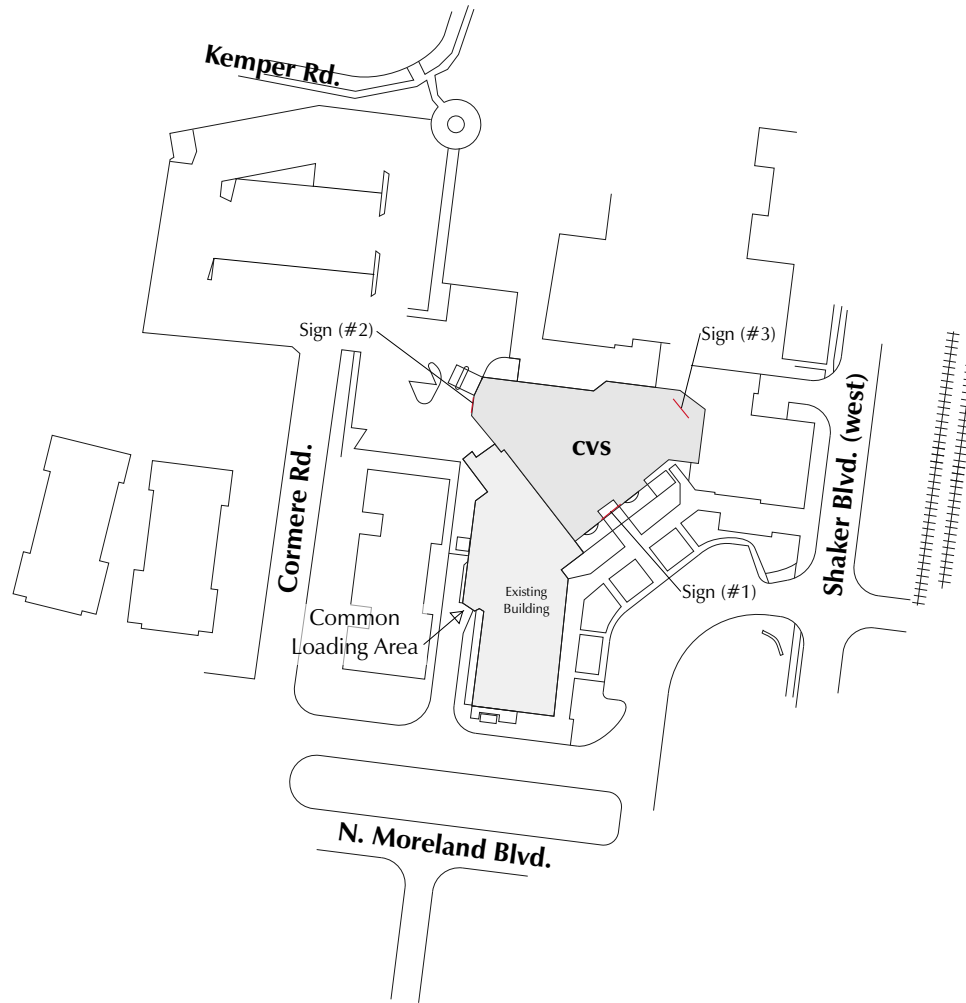 Kemper Rd.
Sign (#2)
Sign (#3)
CVS
Cormere Rd.
Shaker Blvd. (west)
Existing
Building
Sign (#1)
Common
Loading Area
N. Moreland Blvd.